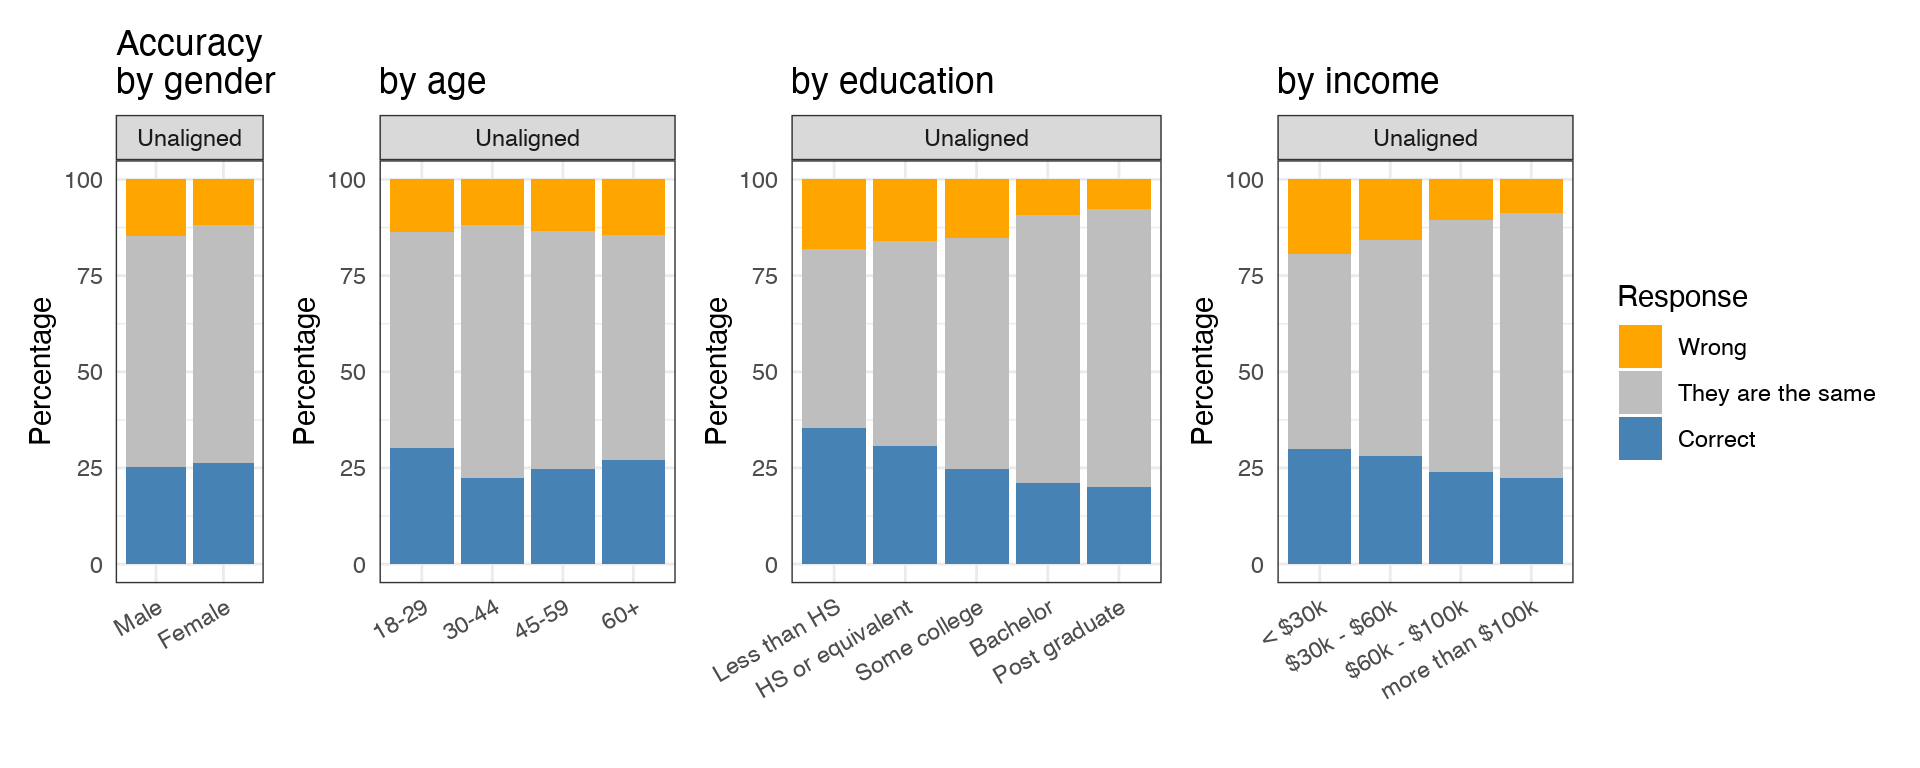 Accuracy
by gender
by age
by education
by income
Unaligned
Unaligned
Unaligned
Unaligned
Percentage
100
75
50
25
0
Male
Female
Percentage
100
75
50
25
0
18-29
30-44
45-59
60+
Percentage
100
75
50
25
0
Less than HS
HS or equivalent
Some college
Bachelor
Post graduate
Percentage
100
75
50
25
0
< $30k
$30k - $60k
$60k - $100k
more than $100k
Response
Wrong
They are the same
Correct